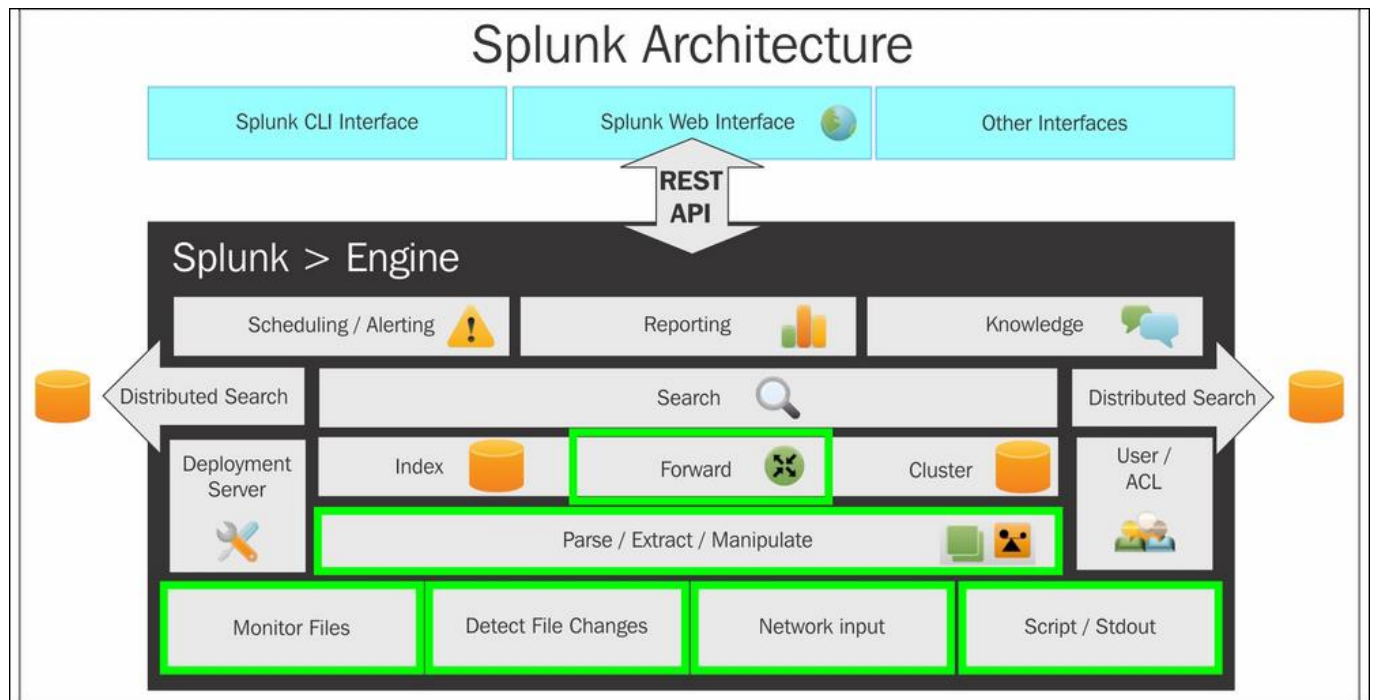 Splunk Architecture
Splunk CLI Interface
Splunk Web Interface
Other Interfaces
REST
API
Splunk > Engine
Scheduling / Alerting
Reporting
Knowledge
Distributed Search
Search
Distributed Search
Deployment
Server
Index
Forward
Cluster
User /
ACL
Parse / Extract / Manipulate
Monitor Files
Detect File Changes
Network input
Script / Stdout